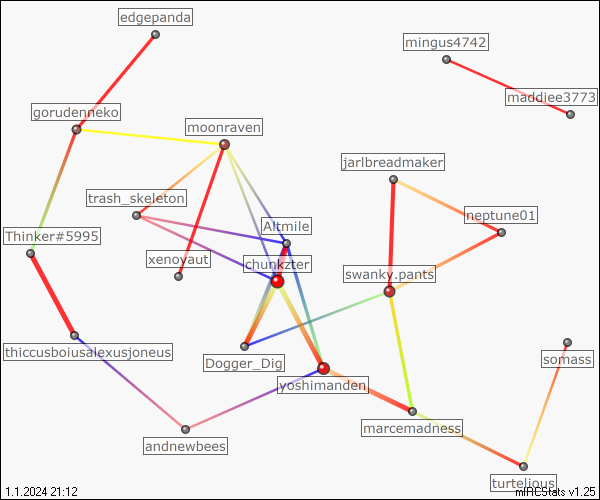 edgepanda
mingus4742
maddiee3773
gorudenneko
moonraven
jarlbreadmaker
trash_skeleton
neptune01
Altmile
Thinker#5995
xenoyaut
chunkzter
swanky.pants
thiccusboiusalexusjoneus
Dogger_Dig
somass
yoshimanden
marcemadness
andnewbees
turtelious
1.1.2024 21:12
mIRCStats v1.25